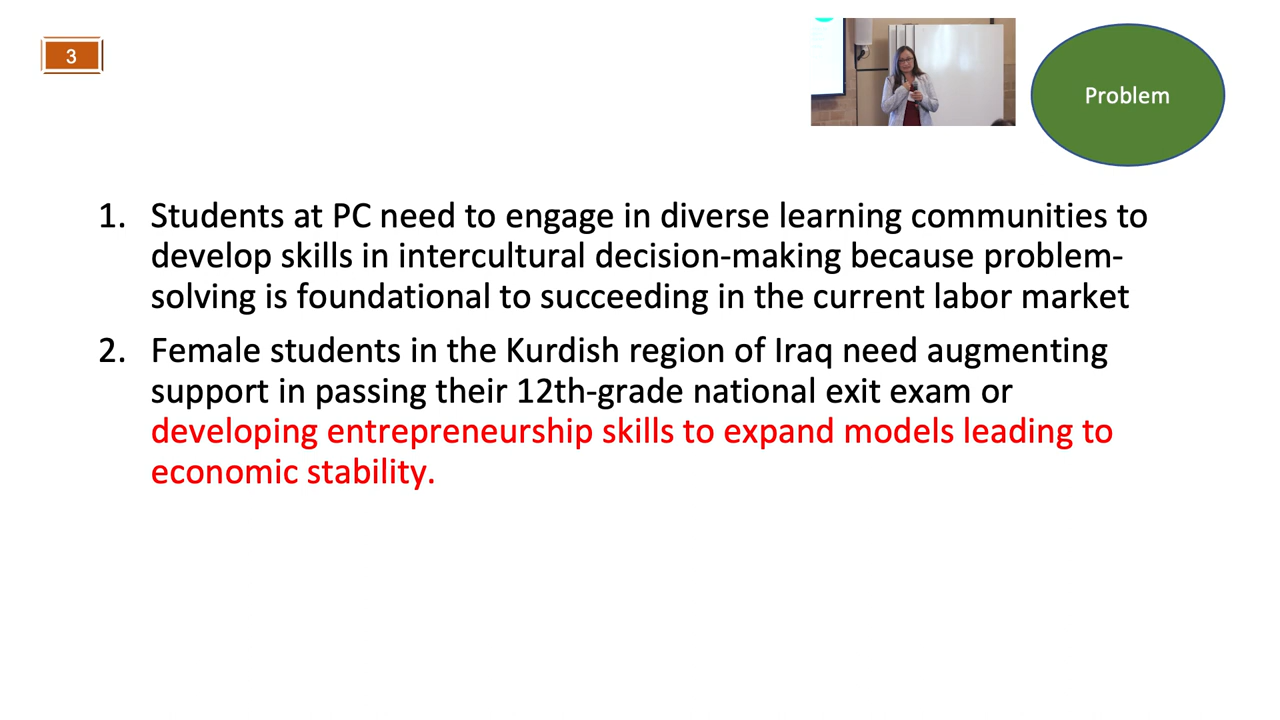 3
Problem
1. Students at PC need to engage in diverse learning communities to
develop skills in intercultural decision-making because problem-
solving is foundational to succeeding in the current labor market
2. Female students in the Kurdish region of Iraq need augmenting
support in passing their 12th-grade national exit exam or
developing entrepreneurship skills to expand models leading to
economic stability.